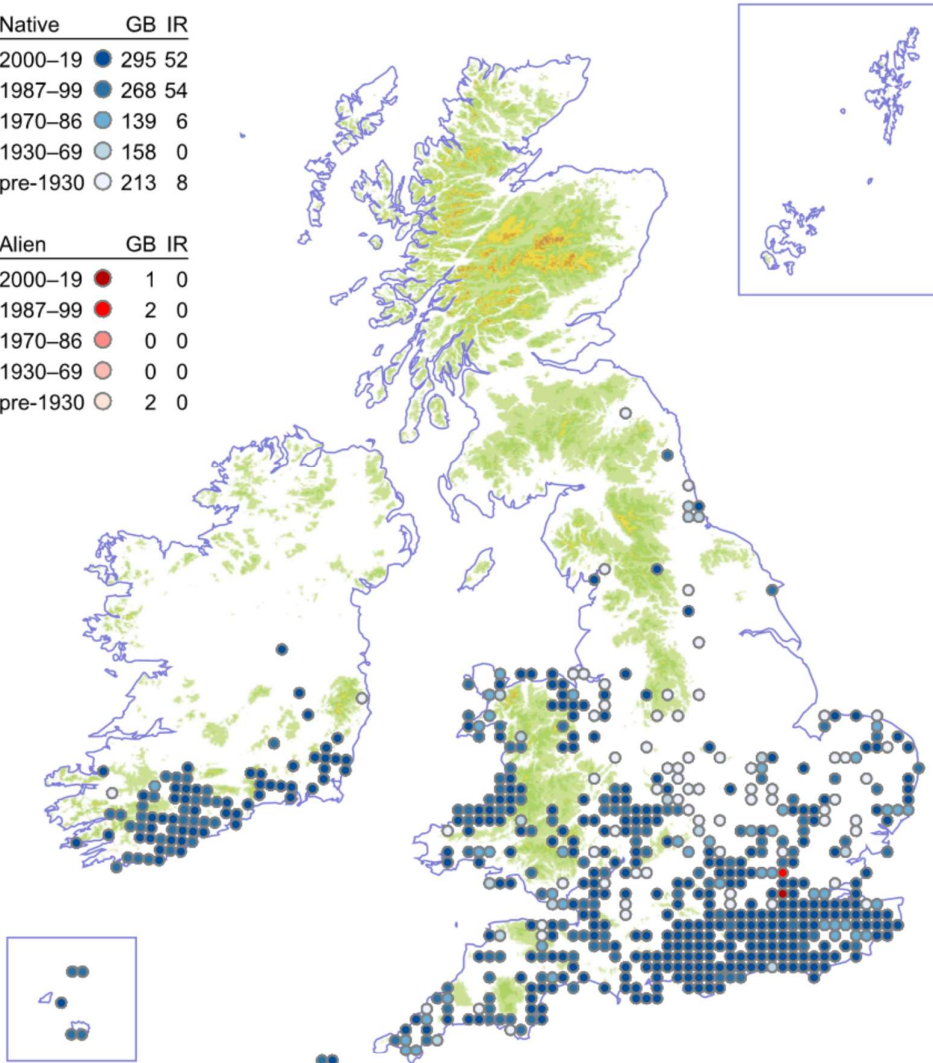 Native GB IR
2000–19 295 52
1987–99 268 54
1970–86 139 6
1930–69 158 0
pre-1930 213 8
Alien GB IR
2000–19 1 0
1987–99 2 0
1970–86 0 0
1930–69 0 0
pre-1930 2 0